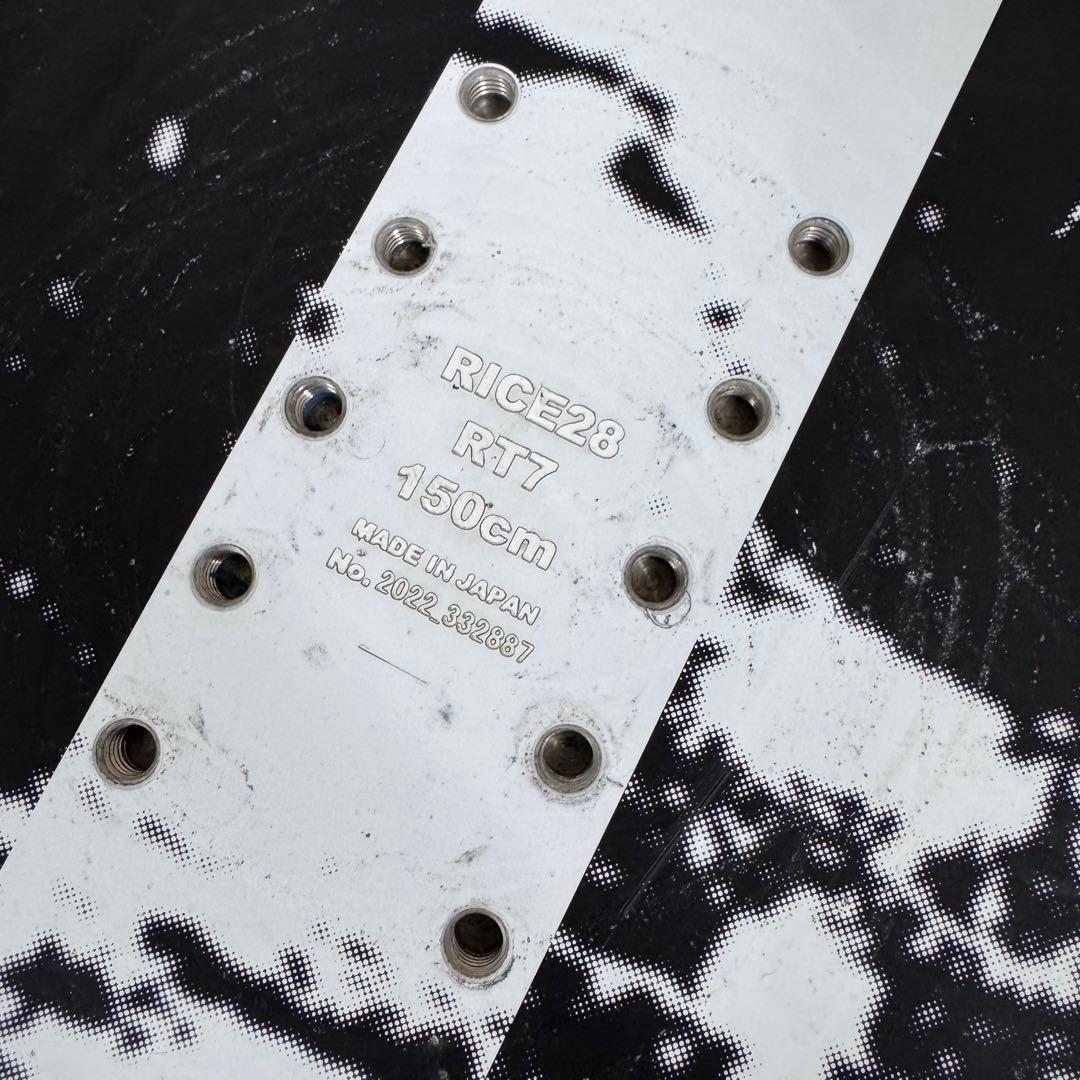 RICE28
RT7
150cm
MADE IN JAPAN
No. 2022_332887